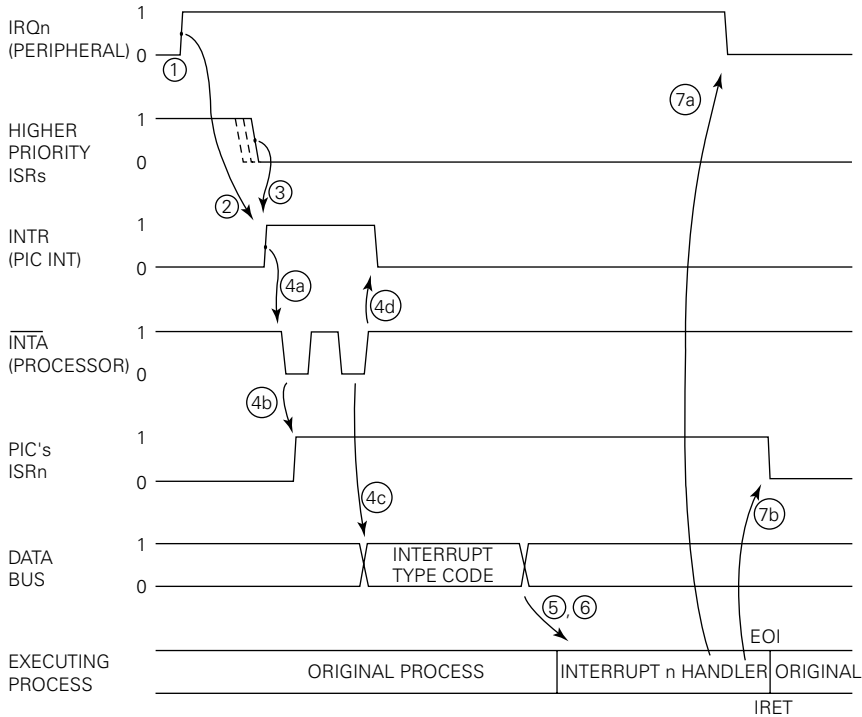 IRQn
(PERIPHERAL)
1
0
1
7a
HIGHER
PRIORITY
ISRs
1
0
2
3
INTR
(PIC INT)
1
0
4a
4d
INTA
(PROCESSOR)
1
0
4b
PIC's
ISRn
1
0
4c
7b
DATA
BUS
1
0
INTERRUPT
TYPE CODE
5, 6
EOI
EXECUTING
PROCESS
ORIGINAL PROCESS
INTERRUPT n HANDLER
ORIGINAL
IRET